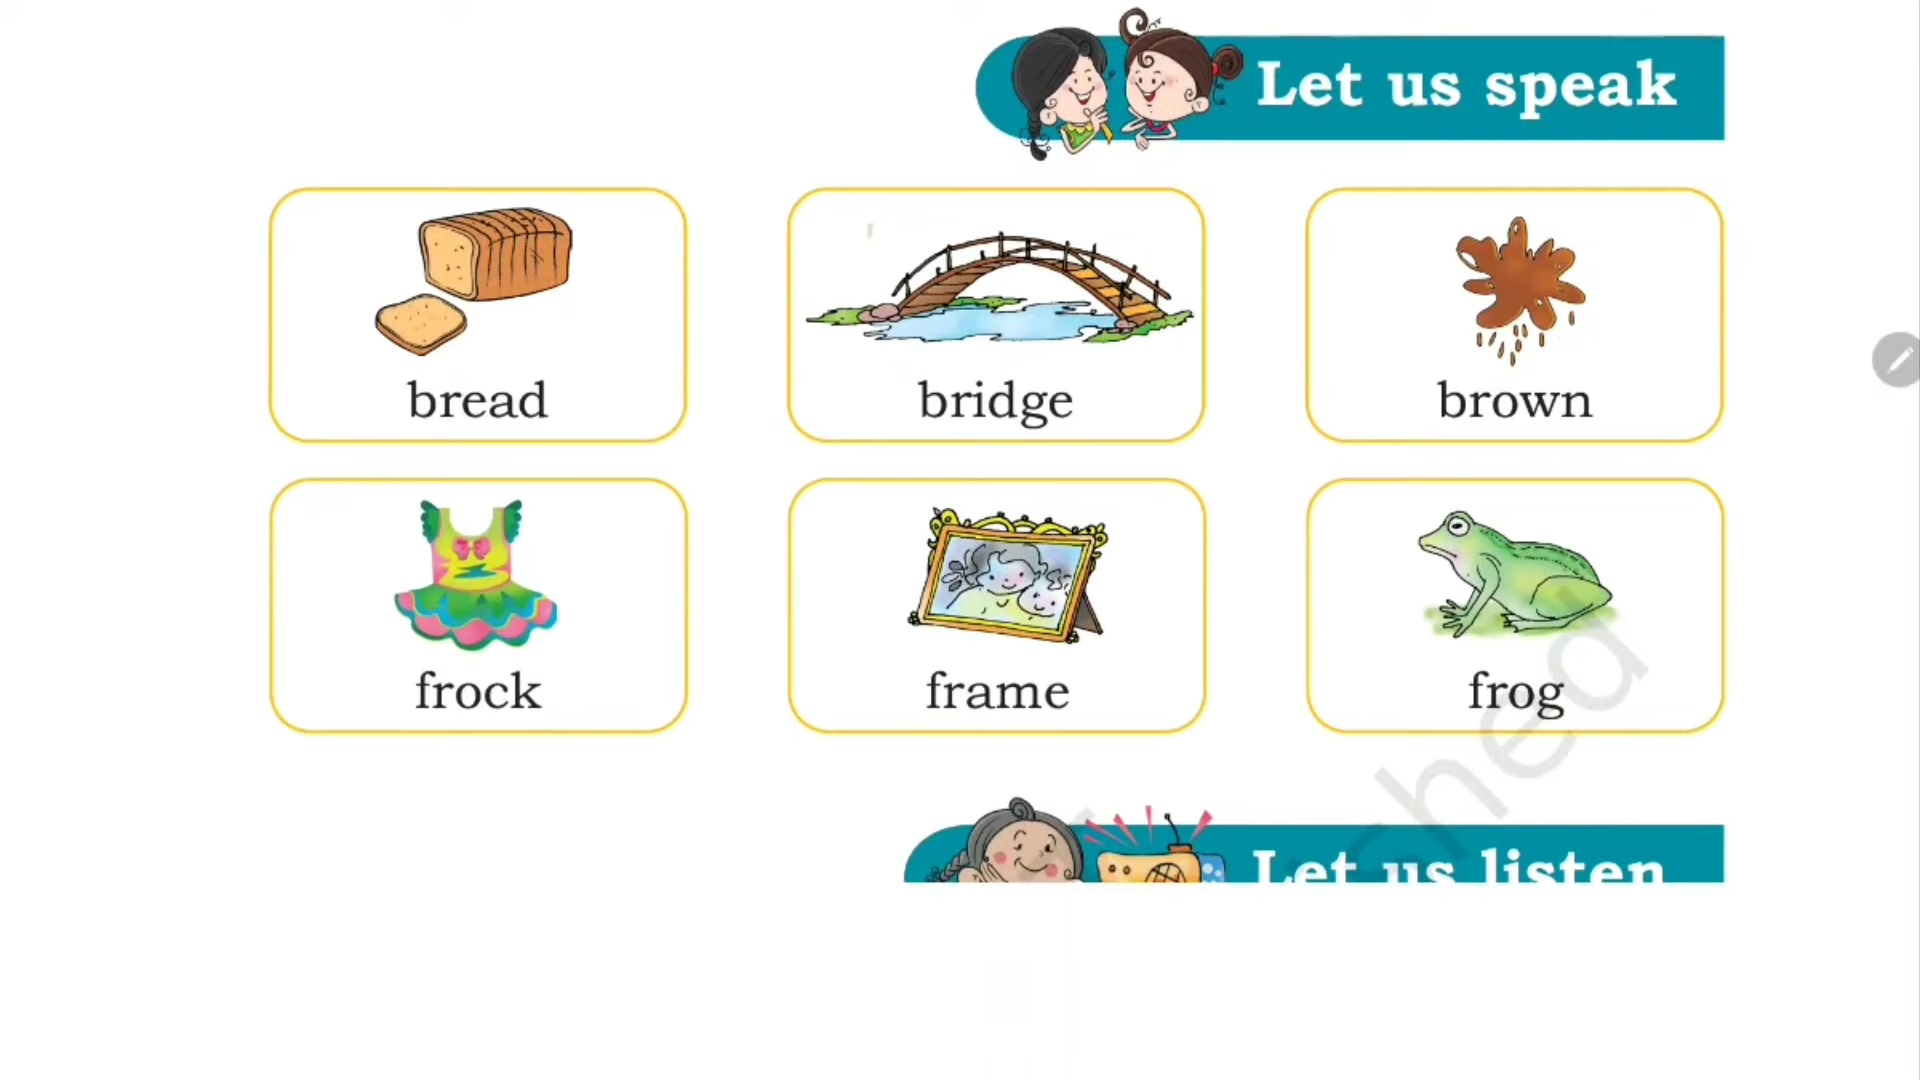 Let us speak
bread
bridge
brown
frock
frame
frog
Let us listen